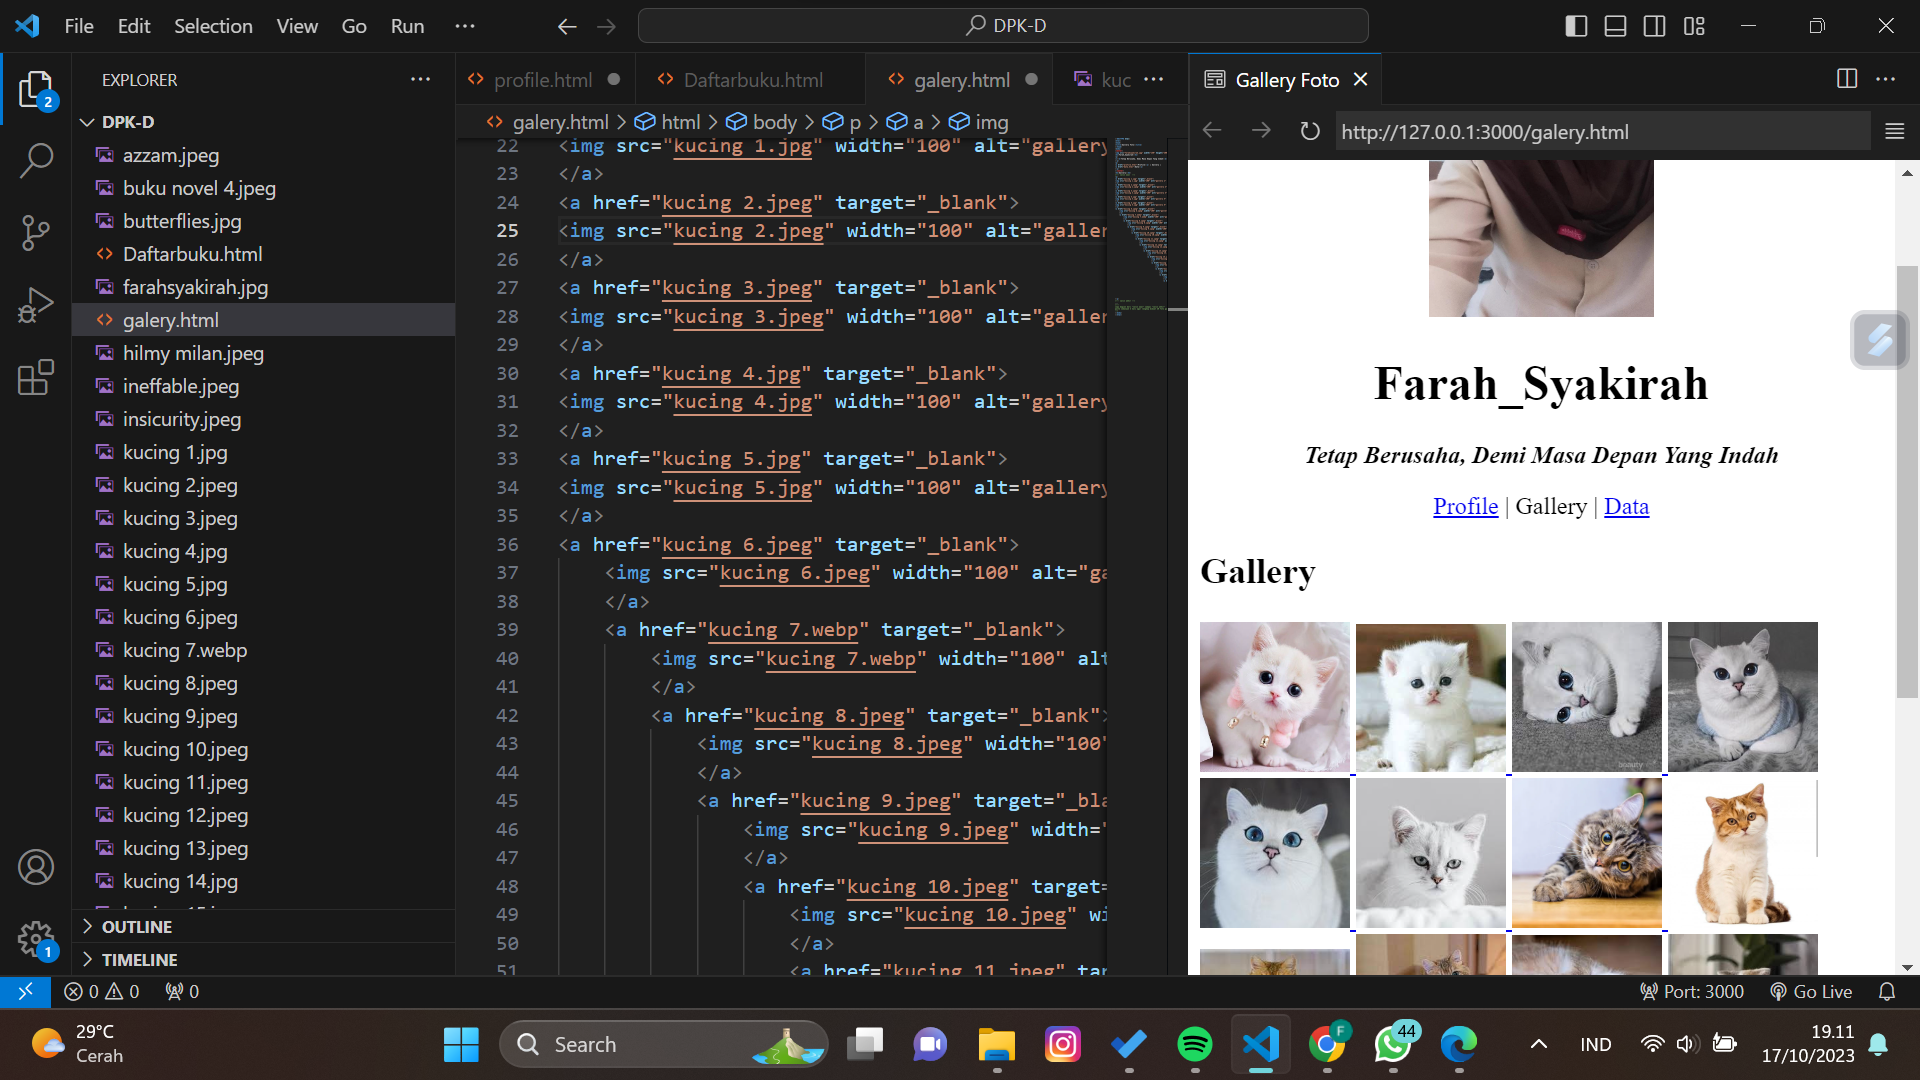 File Edit Selection View Go Run ···
DPK-D
EXPLORER
2
DPK-D
azzam.jpeg
buku novel 4.jpeg
butterflies.jpg
Daftarbuku.html
farahsyakirah.jpg
galery.html
hilmy milan.jpeg
ineffable.jpeg
insicurity.jpeg
kucing 1.jpg
kucing 2.jpeg
kucing 3.jpeg
kucing 4.jpg
kucing 5.jpg
kucing 6.jpeg
kucing 7.webp
kucing 8.jpeg
kucing 9.jpeg
kucing 10.jpeg
kucing 11.jpeg
kucing 12.jpeg
kucing 13.jpeg
kucing 14.jpg
OUTLINE
TIMELINE
1
profile.html Daftarbuku.html galery.html kuc
galery.html > html > body > p > a > img
22 <img src="kucing 1.jpg" width="100" alt="gallery
23 </a>
24 <a href="kucing 2.jpeg" target="_blank">
25 <img src="kucing 2.jpeg" width="100" alt="galler
26 </a>
27 <a href="kucing 3.jpeg" target="_blank">
28 <img src="kucing 3.jpeg" width="100" alt="galler
29 </a>
30 <a href="kucing 4.jpg" target="_blank">
31 <img src="kucing 4.jpg" width="100" alt="gallery
32 </a>
33 <a href="kucing 5.jpg" target="_blank">
34 <img src="kucing 5.jpg" width="100" alt="gallery
35 </a>
36 <a href="kucing 6.jpeg" target="_blank">
37 <img src="kucing 6.jpeg" width="100" alt="ga
38 </a>
39 <a href="kucing 7.webp" target="_blank">
40 <img src="kucing 7.webp" width="100" alt
41 </a>
42 <a href="kucing 8.jpeg" target="_blank">
43 <img src="kucing 8.jpeg" width="100"
44 </a>
45 <a href="kucing 9.jpeg" target="_bla
46 <img src="kucing 9.jpeg" width="
47 </a>
48 <a href="kucing 10.jpeg" target=
49 <img src="kucing 10.jpeg" wi
50 </a>
51 <a href="kucing 11.jpeg" tar
Gallery Foto
http://127.0.0.1:3000/galery.html
Farah_Syakirah
Tetap Berusaha, Demi Masa Depan Yang Indah
Profile | Gallery | Data
Gallery
0 0 0
Port: 3000 Go Live
29°C
Cerah
Search
F
44
IND
19.11
17/10/2023